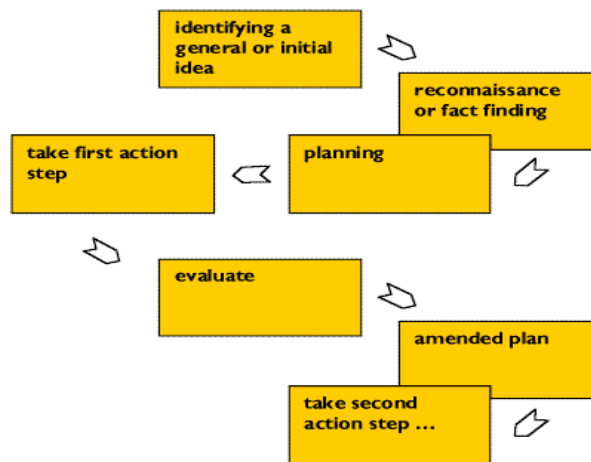 identifying a
general or initial
idea
reconnaissance
or fact finding
planning
take first action
step
evaluate
amended plan
take second
action step ...